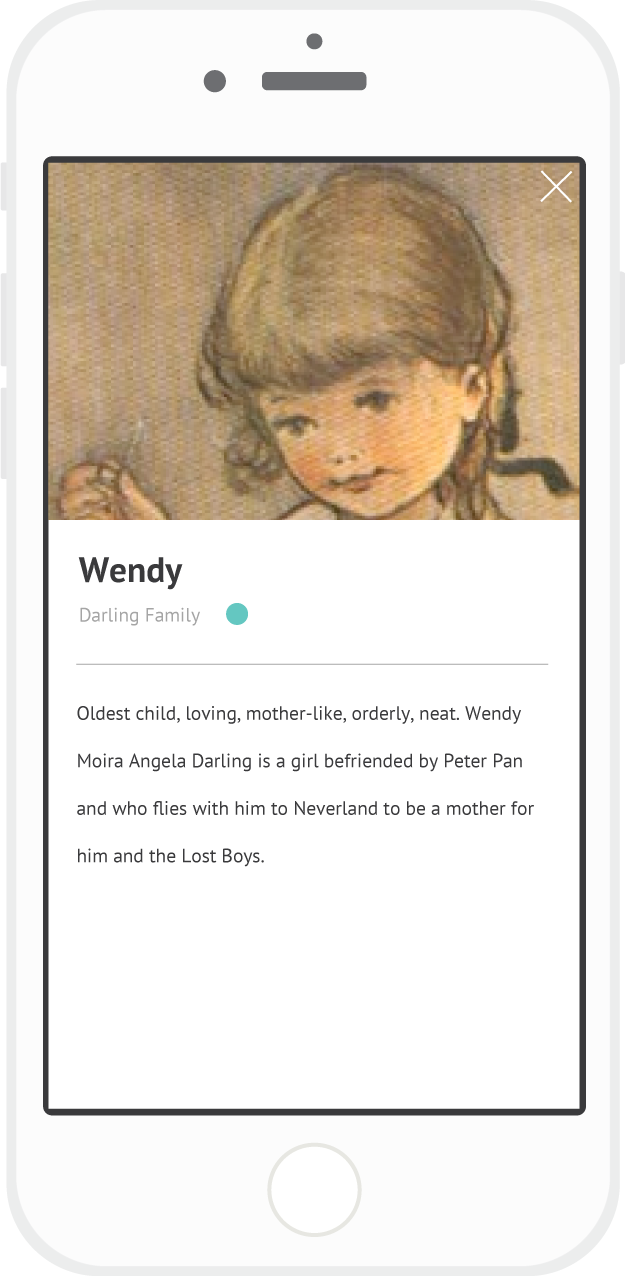 Wendy
Darling Family
Oldest child, loving, mother-like, orderly, neat. Wendy
Moira Angela Darling is a girl befriended by Peter Pan
and who flies with him to Neverland to be a mother for
him and the Lost Boys.